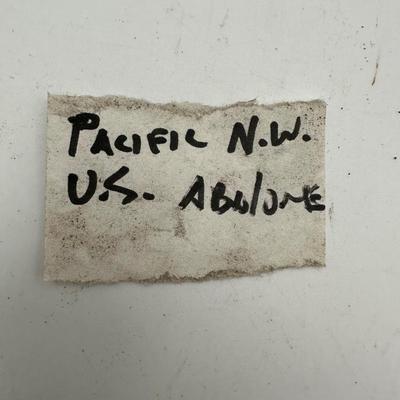 PACIFIC N.W.
U.S. ABALONE